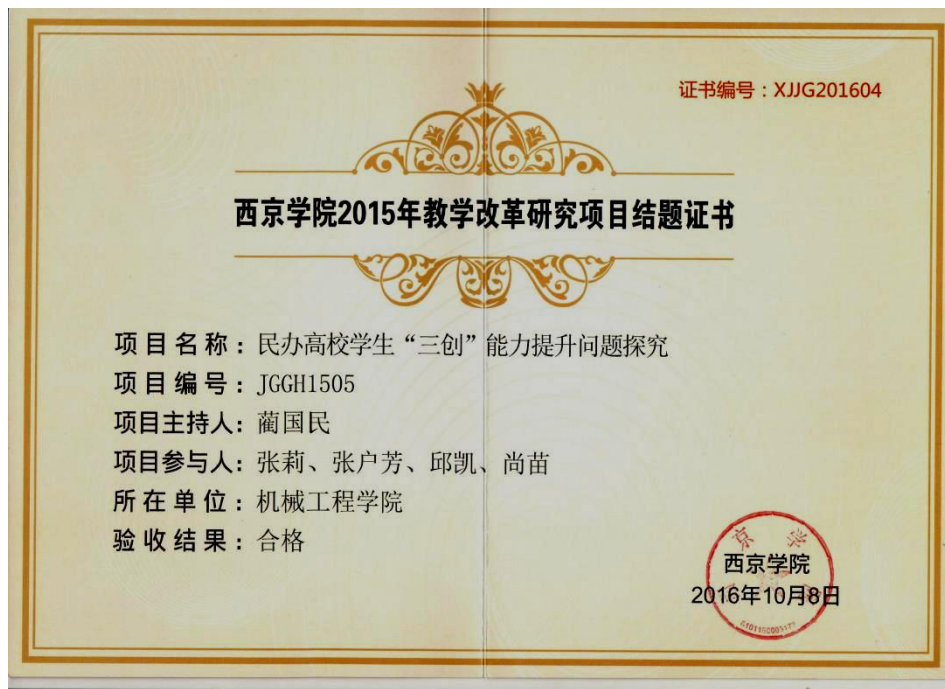 证书编号：XJJG201604
西京学院2015年教学改革研究项目结题证书
项目名称：民办高校学生“三创”能力提升问题探究
项目编号：JGGH1505
项目主持人：蔺国民
项目参与人：张莉、张户芳、邱凯、尚苗
所在单位：机械工程学院
验收结果：合格
西京学院
2016年10月8日